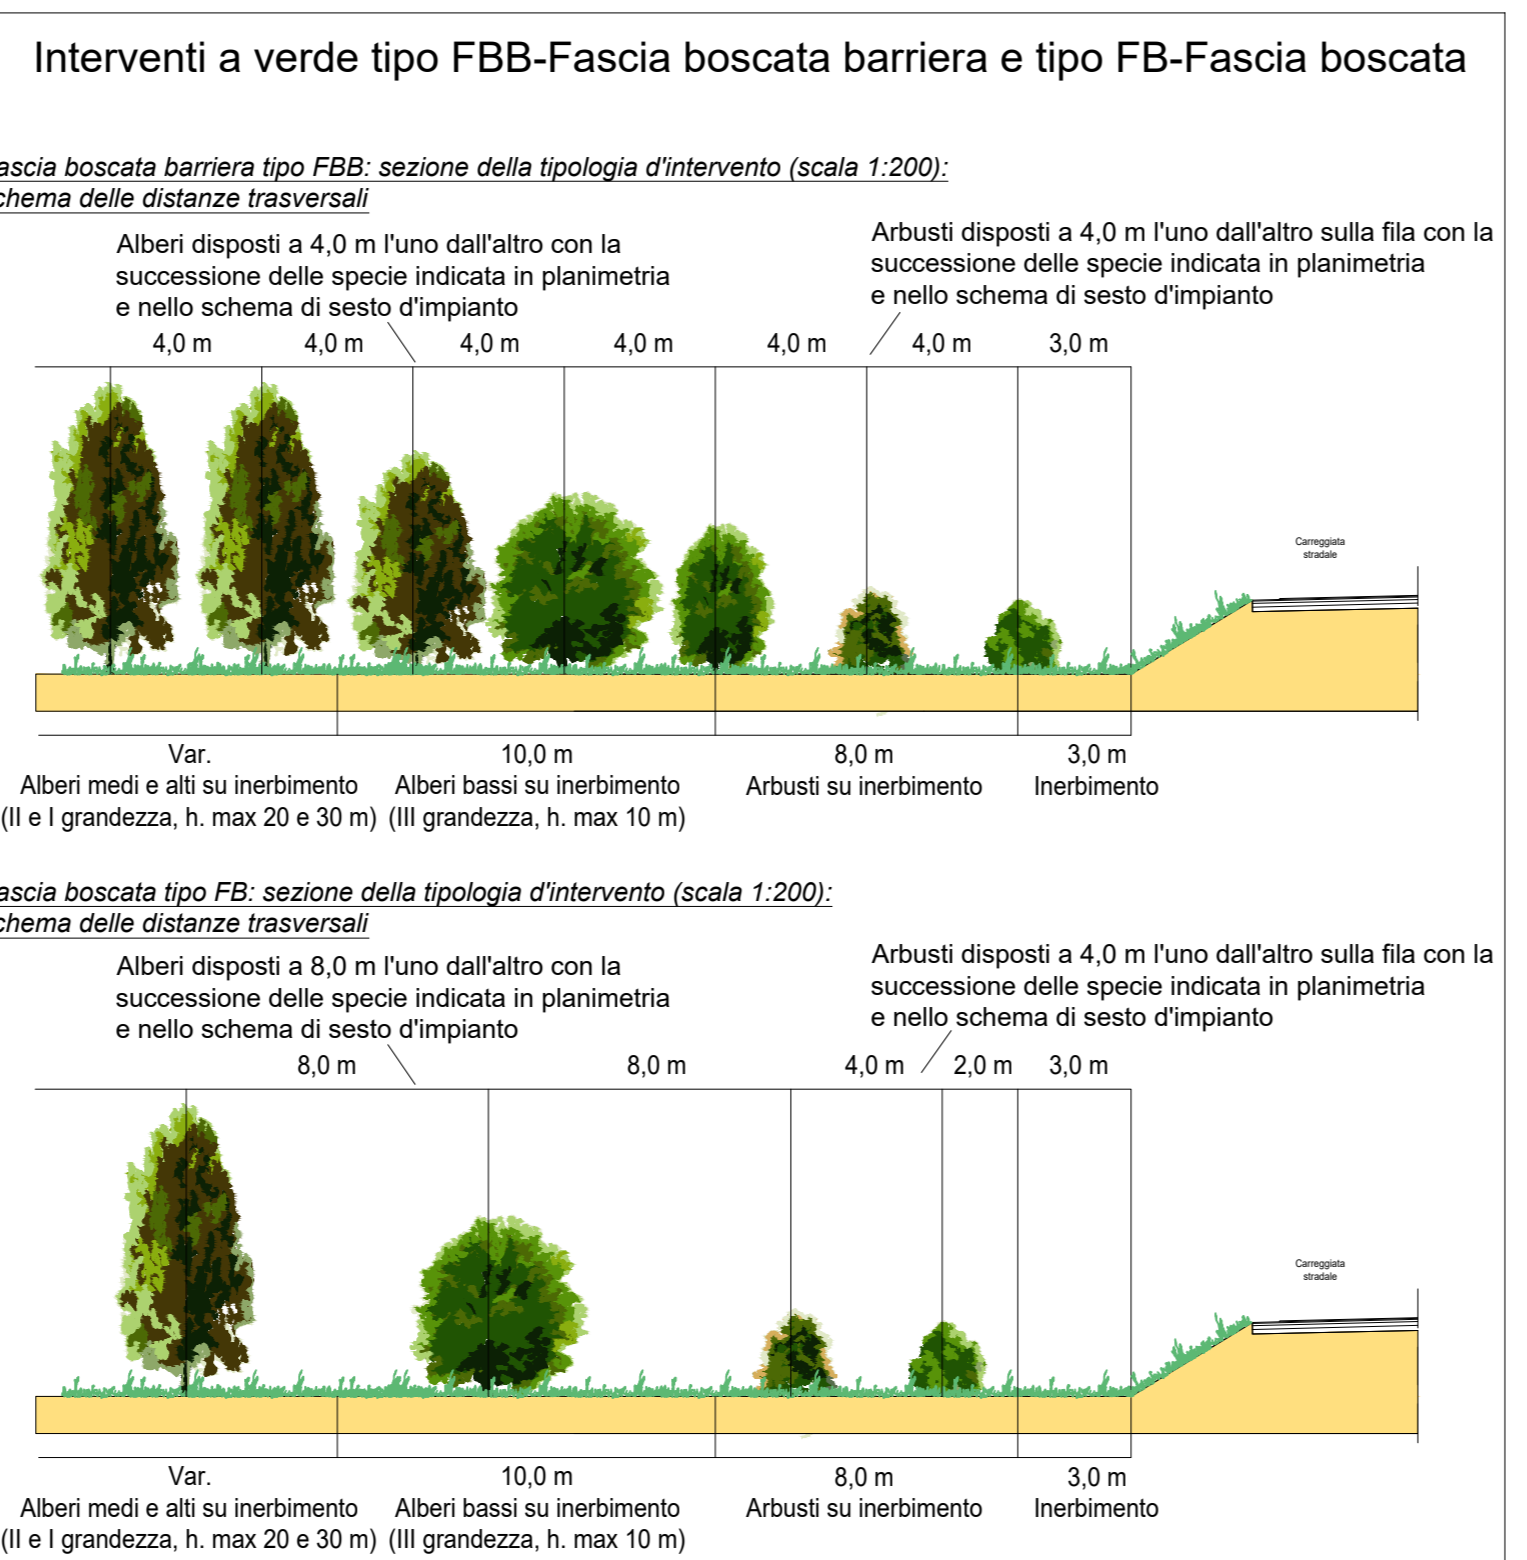 Interventi a verde tipo FBB-Fascia boscata barriera e tipo FB-Fascia boscata
ascia boscata barriera tipo FBB: sezione della tipologia d'intervento (scala 1:200):
chema delle distanze trasversali
Alberi disposti a 4,0 m l'uno dall'altro con la
successione delle specie indicata in planimetria
e nello schema di sesto d'impianto
Arbusti disposti a 4,0 m l'uno dall'altro sulla fila con la
successione delle specie indicata in planimetria
e nello schema di sesto d'impianto
4,0 m 4,0 m 4,0 m 4,0 m 4,0 m 4,0 m 3,0 m
Carreggiata
stradale
Var. 10,0 m 8,0 m 3,0 m
Alberi medi e alti su inerbimento Alberi bassi su inerbimento Arbusti su inerbimento Inerbimento
(II e I grandezza, h. max 20 e 30 m) (III grandezza, h. max 10 m)
ascia boscata tipo FB: sezione della tipologia d'intervento (scala 1:200):
chema delle distanze trasversali
Alberi disposti a 8,0 m l'uno dall'altro con la
successione delle specie indicata in planimetria
e nello schema di sesto d'impianto
Arbusti disposti a 4,0 m l'uno dall'altro sulla fila con la
successione delle specie indicata in planimetria
e nello schema di sesto d'impianto
8,0 m 8,0 m 4,0 m 2,0 m 3,0 m
Carreggiata
stradale
Var. 10,0 m 8,0 m 3,0 m
Alberi medi e alti su inerbimento Alberi bassi su inerbimento Arbusti su inerbimento Inerbimento
(II e I grandezza, h. max 20 e 30 m) (III grandezza, h. max 10 m)